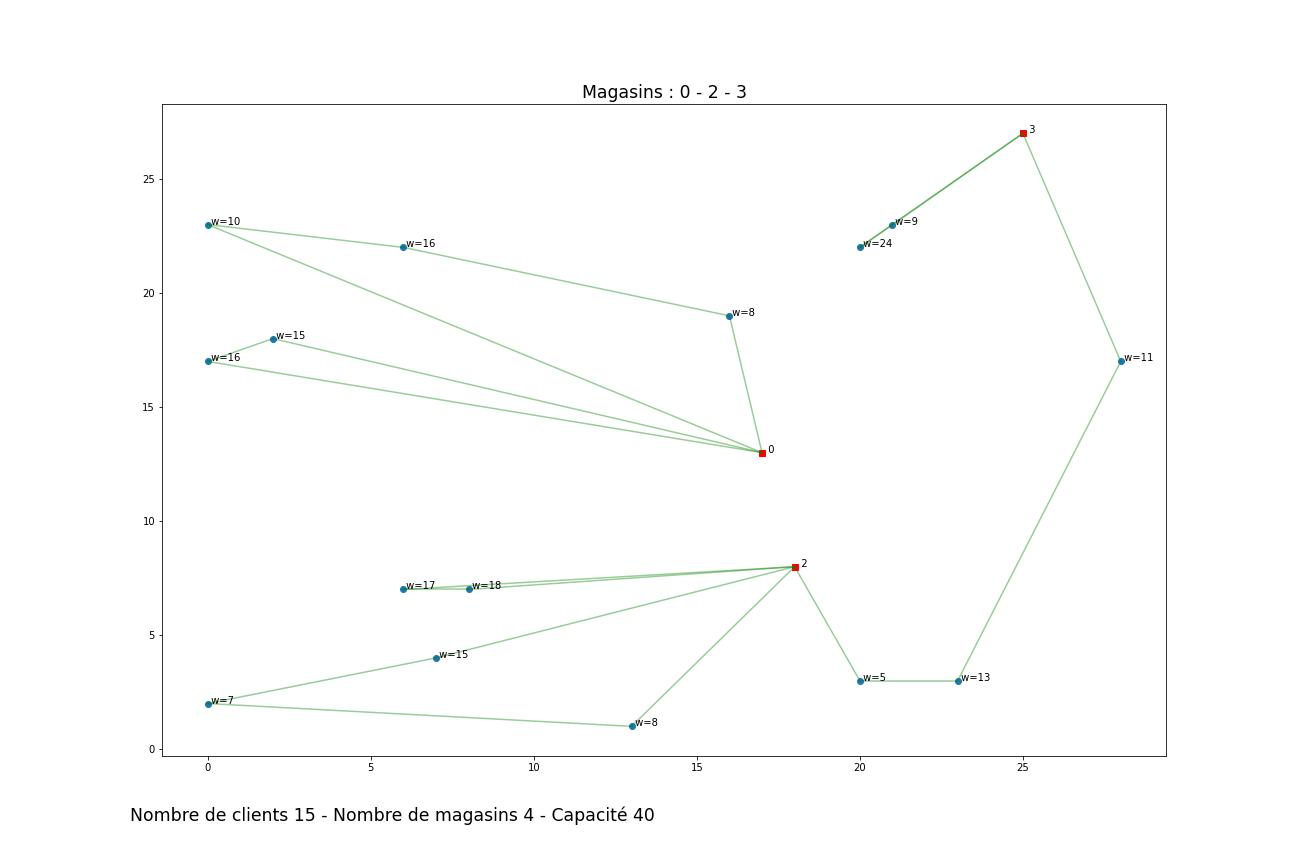 Magasins : 0 - 2 - 3
3
25
w=10
w=9
w=16
w=24
20
w=8
w=15
w=16
w=11
15
0
10
2
w=17
w=18
5
w=15
w=5
w=13
w=7
w=8
0
0
5
10
15
20
25
Nombre de clients 15 - Nombre de magasins 4 - Capacité 40